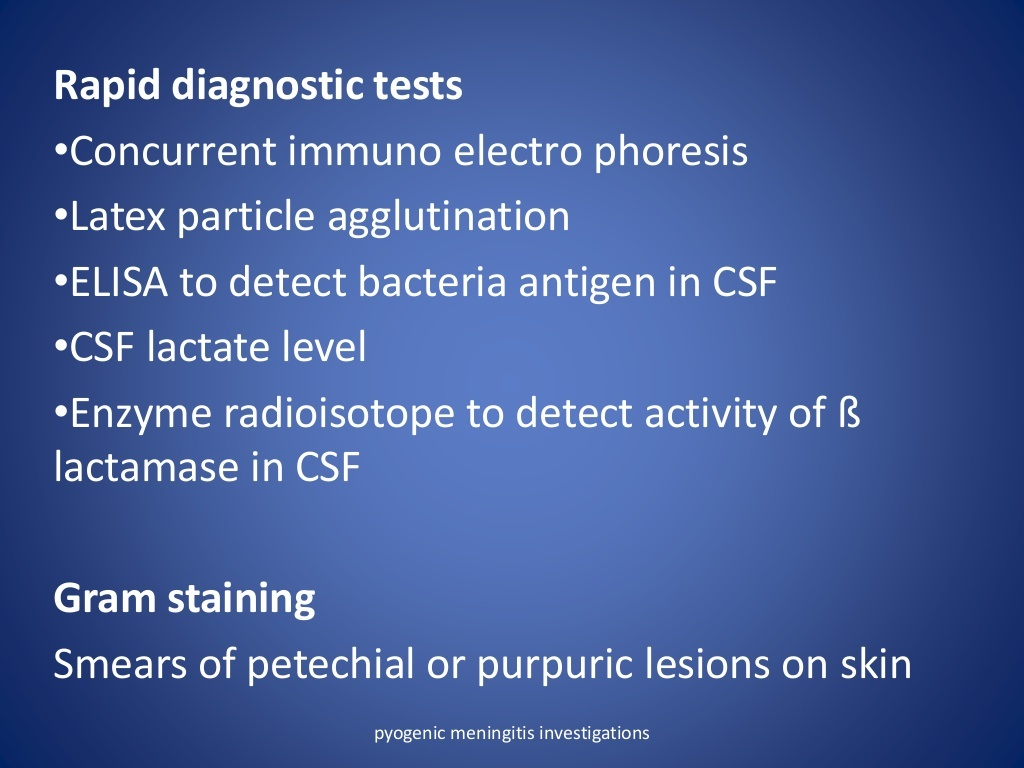 Rapid diagnostic tests
•Concurrent immuno electro phoresis
•Latex particle agglutination
•ELISA to detect bacteria antigen in CSF
•CSF lactate level
•Enzyme radioisotope to detect activity of ß
lactamase in CSF
Gram staining
Smears of petechial or purpuric lesions on skin
pyogenic meningitis investigations